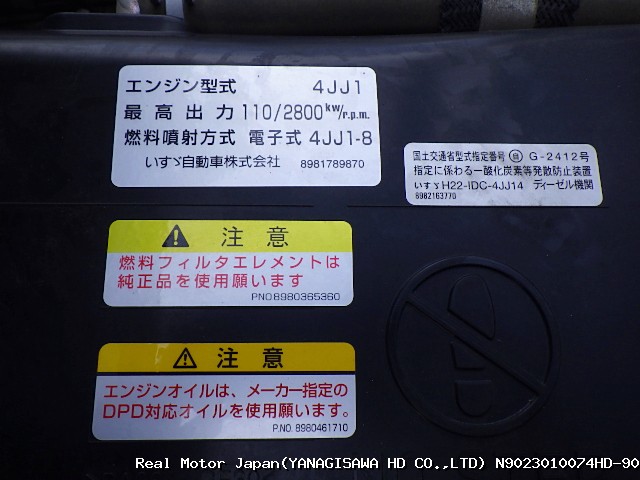 エンジン型式 4JJ1
最高出力 110/2800kW/r.p.m.
燃料噴射方式 電子式 4JJ1-8
いすゞ自動車株式会社 8981789870
国土交通省型式指定番号 自 G-2412号
指定に係わる一酸化炭素等発散防止装置
いすゞH22-IDC-4JJ14 ディーゼル機関
8982163770
注意
燃料フィルタエレメントは
純正品を使用願います
P.NO.8980365360
注意
エンジンオイルは、メーカー指定の
DPD対応オイルを使用願います。
P.NO. 8980461710
Real Motor Japan(YANAGISAWA HD CO.,LTD) N9023010074HD-90